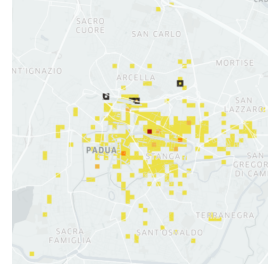 SACRO
CUORE
SAN CARLO
MORTISE
T IGNAZIO
ARCELLA
SAN
LAZZARO
PADUA
SAN
GREGOR
DI CAM
TERRANEGRA
SACRA
FAMIGLIA
SANT'OSVALDO